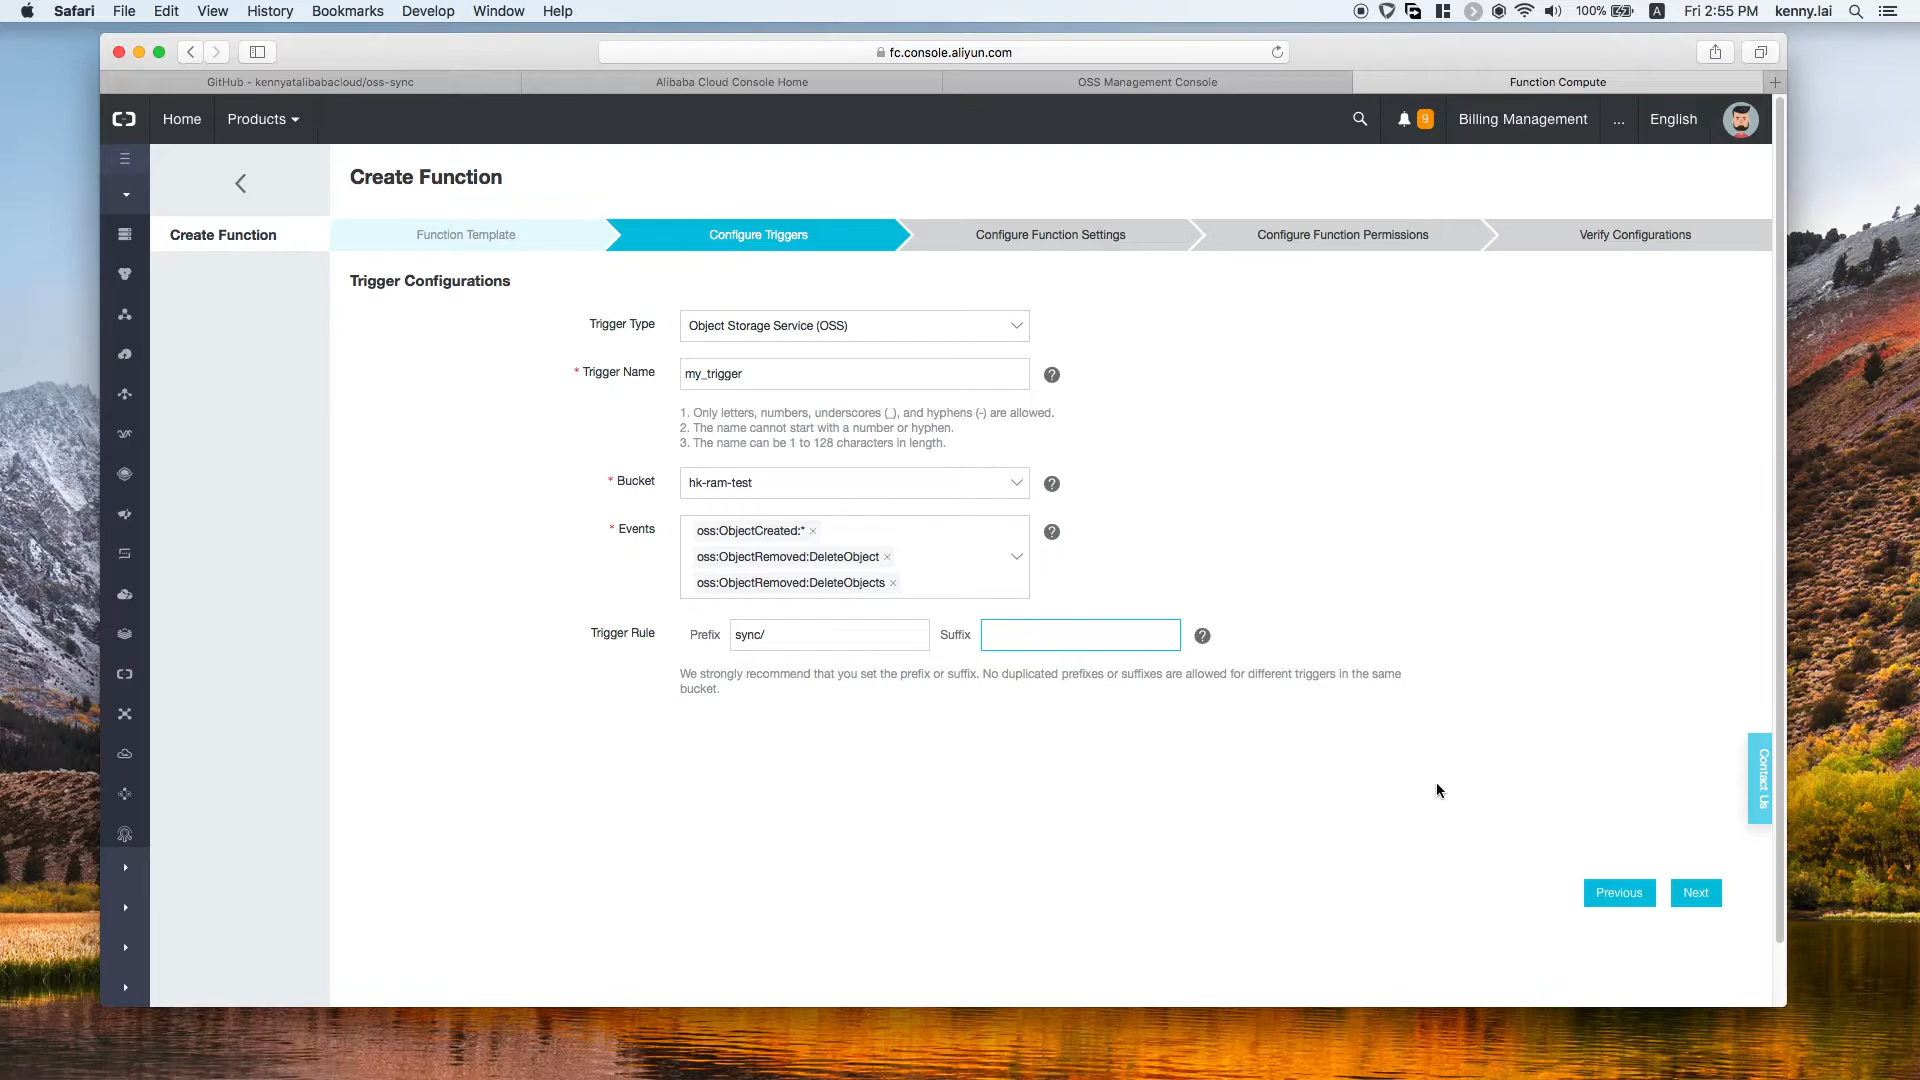 Safari File Edit View History Bookmarks Develop Window Help 100% A Fri 2:55 PM kenny.lai
fc.console.aliyun.com
GitHub - kennyatalibabacloud/oss-sync Alibaba Cloud Console Home OSS Management Console Function Compute
Home Products 9 Billing Management ... English
Create Function
Create Function Function Template Configure Triggers Configure Function Settings Configure Function Permissions Verify Configurations
Trigger Configurations
Trigger Type Object Storage Service (OSS)
* Trigger Name my_trigger ?
1. Only letters, numbers, underscores (_), and hyphens (-) are allowed.
2. The name cannot start with a number or hyphen.
3. The name can be 1 to 128 characters in length.
* Bucket hk-ram-test ?
* Events oss:ObjectCreated:* × ?
oss:ObjectRemoved:DeleteObject ×
oss:ObjectRemoved:DeleteObjects ×
Trigger Rule Prefix sync/ Suffix ?
We strongly recommend that you set the prefix or suffix. No duplicated prefixes or suffixes are allowed for different triggers in the same
bucket.
Contact Us
Previous Next